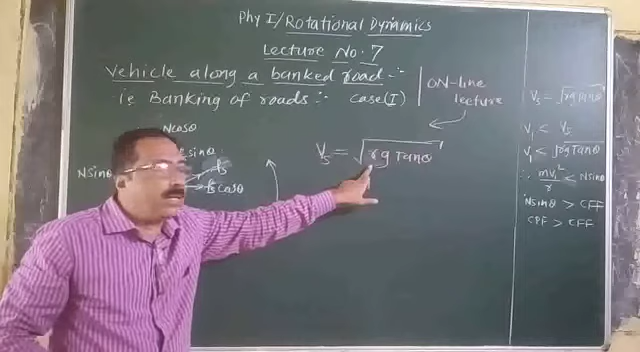 Phy I/Rotational Dynamics
Lecture No. 7
Vehicle along a banked road :-
ie Banking of roads :- case(I)
ON-line
lecture
Ncosθ
sinθ
Nsinθ
fs
fs cosθ
Vs = √rg Tanθ
Vs = √rg Tanθ
V₁ < Vs
V₁ < √rg Tanθ
∴ mv₁²/r < Nsinθ
Nsinθ > CFF
CPF > CFF